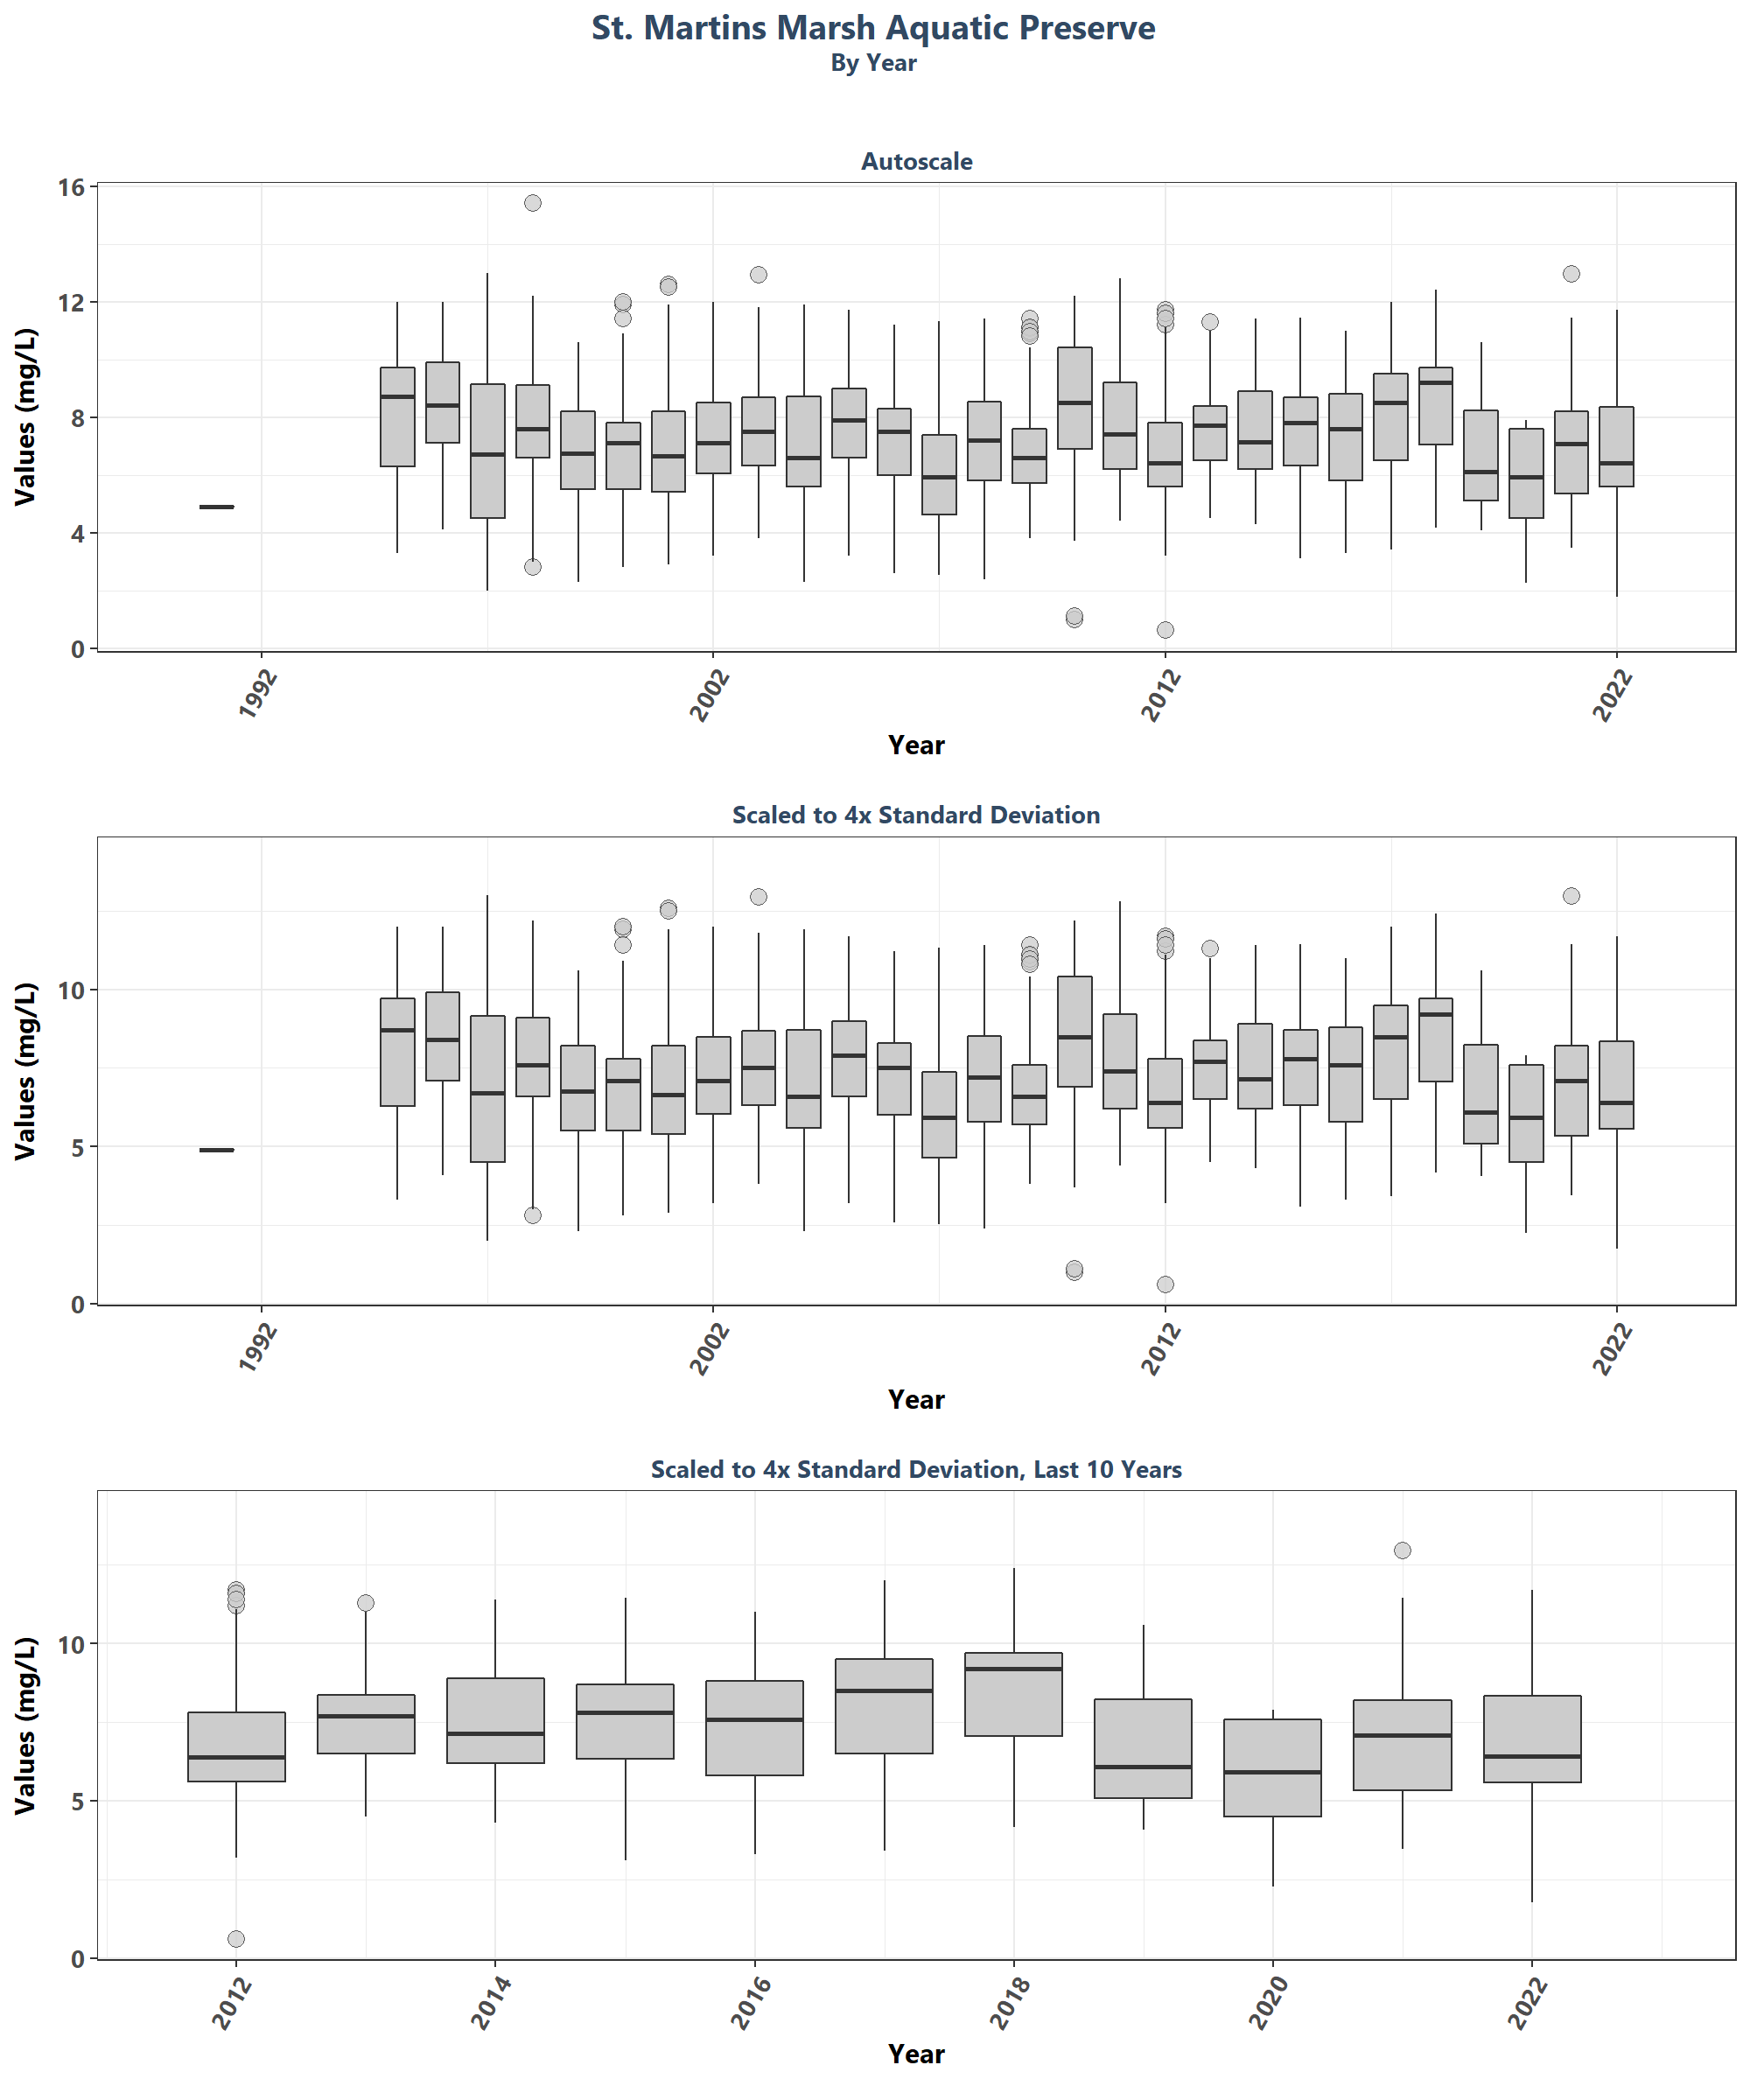 St. Martins Marsh Aquatic Preserve
By Year
Autoscale
Values (mg/L)
16
12
8
4
0
1992
2002
2012
2022
Year
Scaled to 4x Standard Deviation
Values (mg/L)
10
5
0
1992
2002
2012
2022
Year
Scaled to 4x Standard Deviation, Last 10 Years
Values (mg/L)
10
5
0
2012
2014
2016
2018
2020
2022
Year